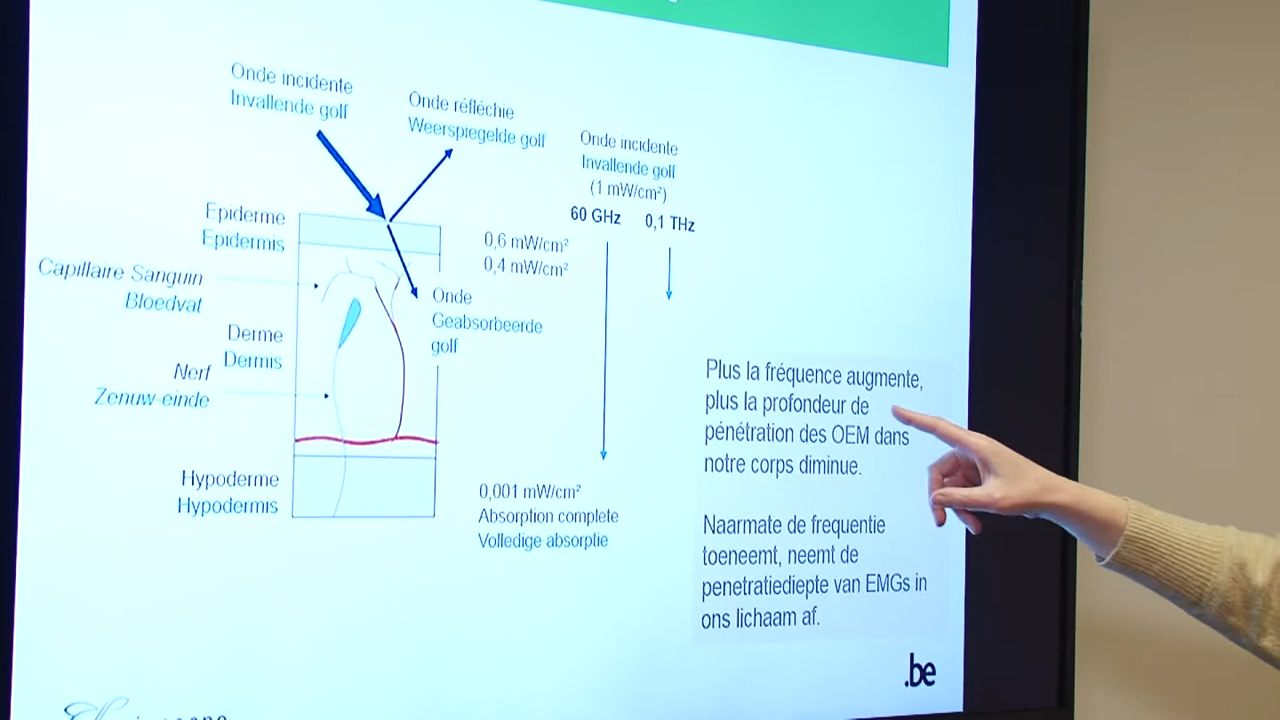 Onde incidente
Invallende golf
Onde réfléchie
Weerspiegelde golf
Onde incidente
Invallende golf
(1 mW/cm²)
60 GHz 0,1 THz
Epiderme
Epidermis
0,6 mW/cm²
0,4 mW/cm²
Capillaire Sanguin
Bloedvat
Onde
Geabsorbeerde
golf
Derme
Dermis
Nerf
Zenuw-einde
Hypoderme
Hypodermis
0,001 mW/cm²
Absorption complete
Volledige absorptie
Plus la fréquence augmente,
plus la profondeur de
pénétration des OEM dans
notre corps diminue.
Naarmate de frequentie
toeneemt, neemt de
penetratiediepte van EMGs in
ons lichaam af.
.be